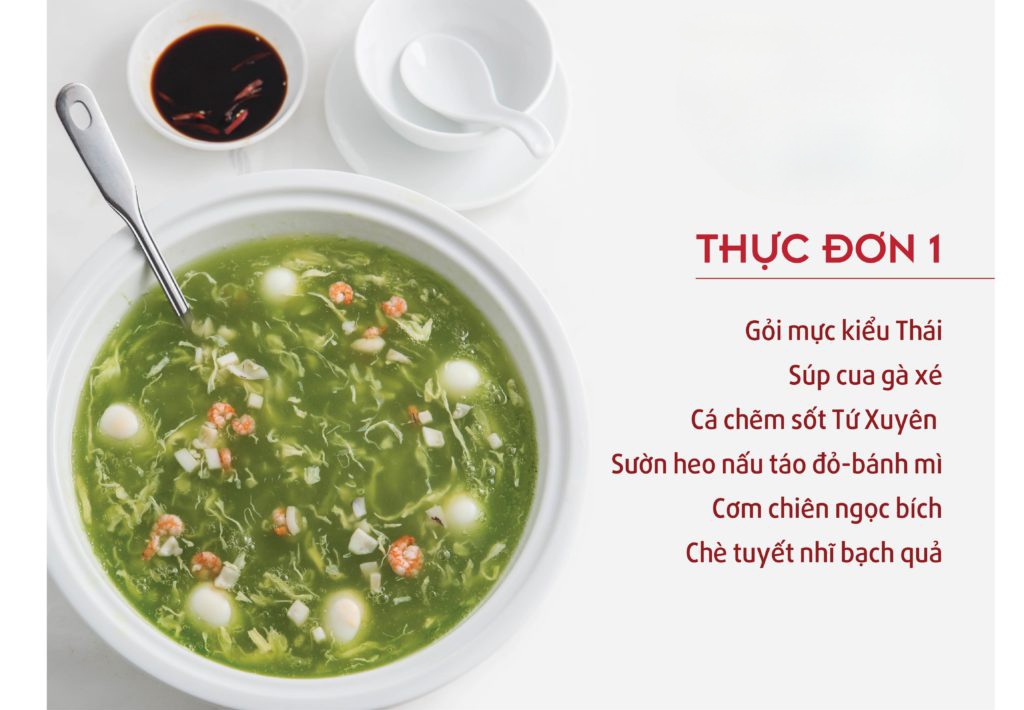 THỰC ĐƠN 1
Gỏi mực kiểu Thái
Súp cua gà xé
Cá chẽm sốt Tứ Xuyên
Sườn heo nấu táo đỏ-bánh mì
Cơm chiên ngọc bích
Chè tuyết nhĩ bạch quả